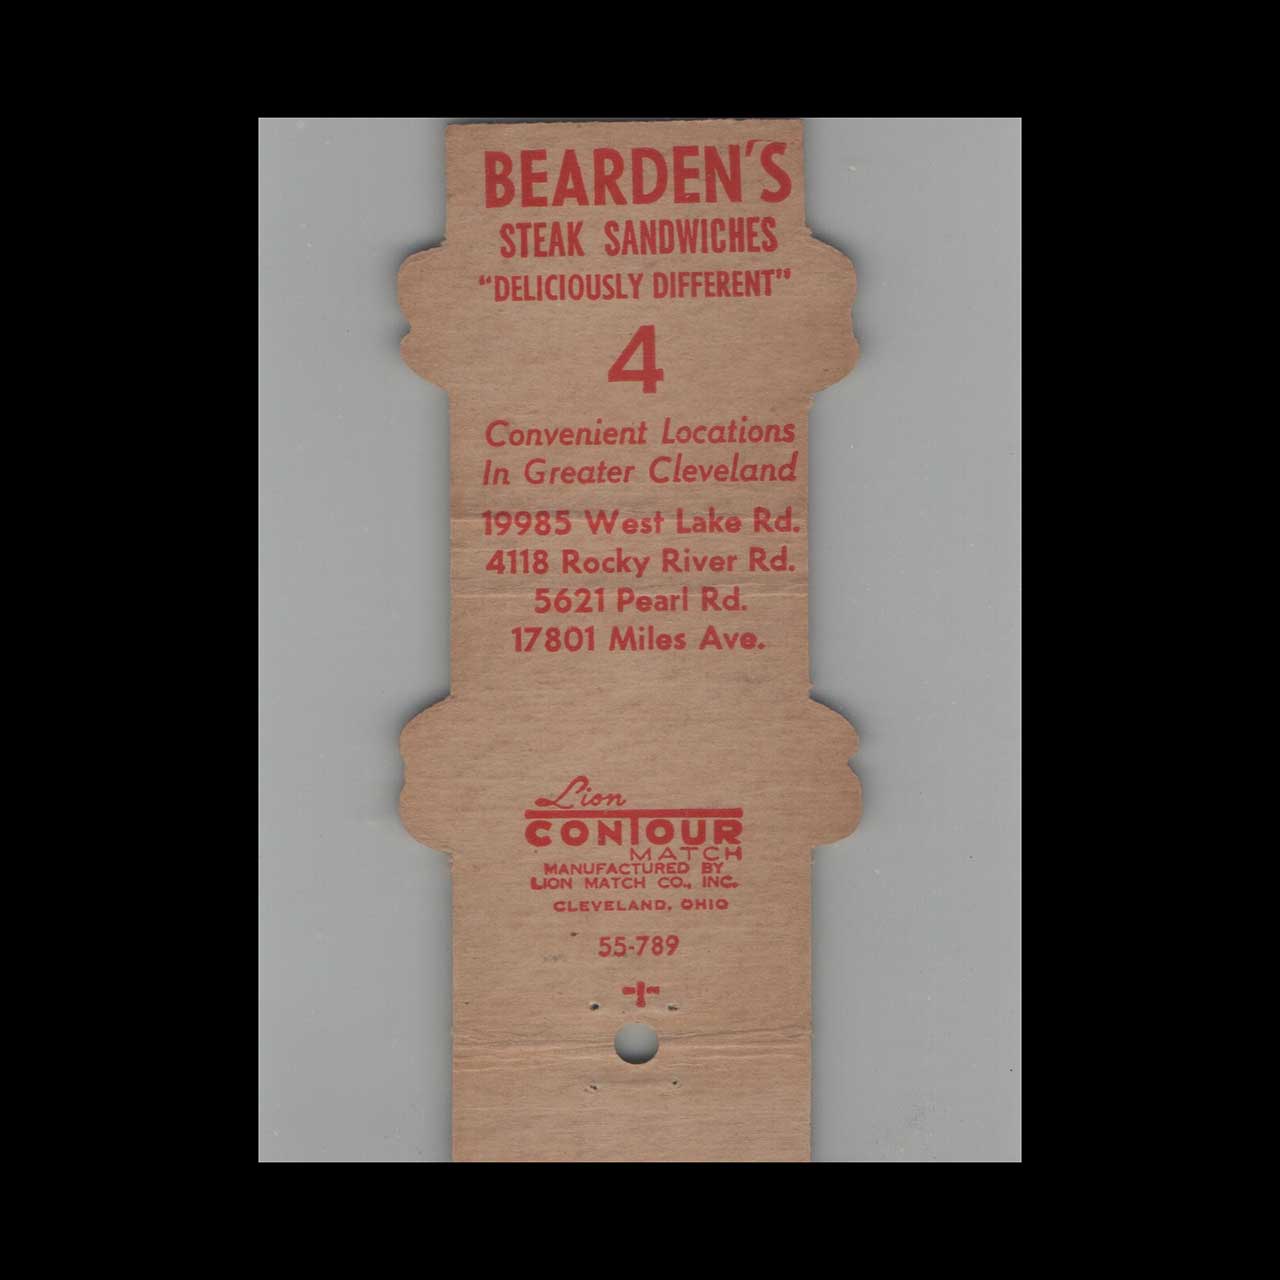 BEARDEN'S
STEAK SANDWICHES
"DELICIOUSLY DIFFERENT"
4
Convenient Locations
In Greater Cleveland
19985 West Lake Rd.
4118 Rocky River Rd.
5621 Pearl Rd.
17801 Miles Ave.
Lion
CONTOUR
MATCH
MANUFACTURED BY
LION MATCH CO., INC.
CLEVELAND, OHIO
55-789